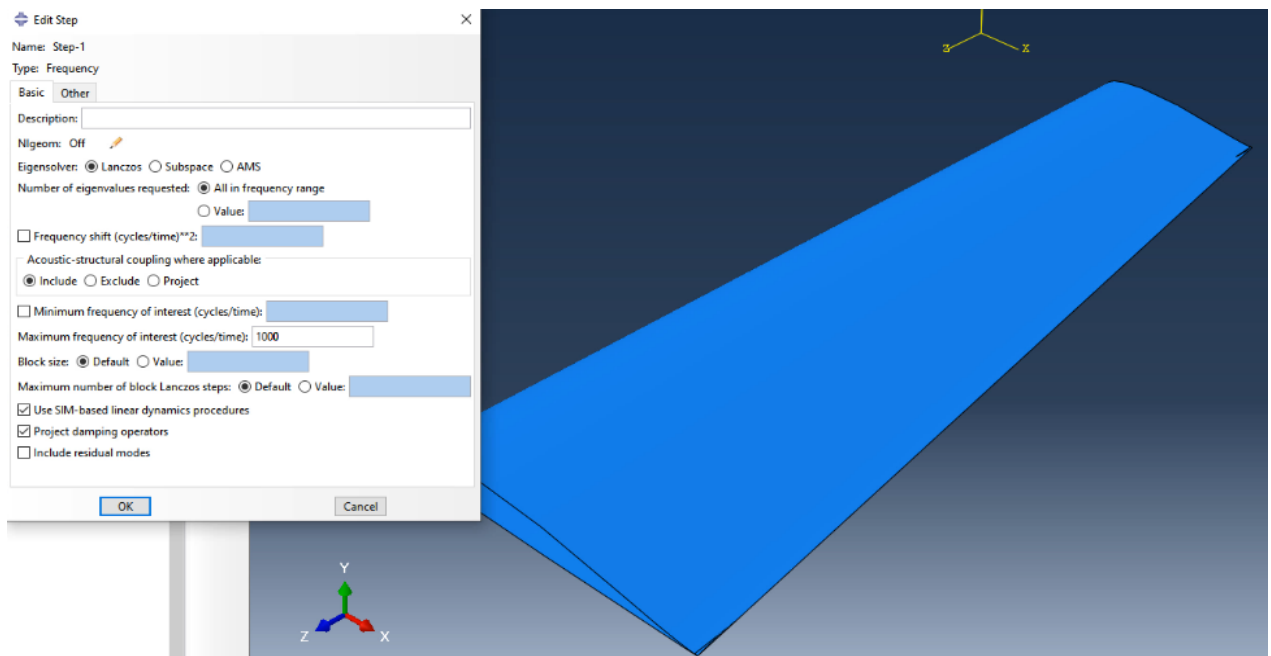 Edit Step
Name: Step-1
Type: Frequency
Basic Other
Description:
Nlgeom: Off
Eigensolver: Lanczos Subspace AMS
Number of eigenvalues requested: All in frequency range
Value:
Frequency shift (cycles/time)**2:
Acoustic-structural coupling where applicable:
Include Exclude Project
Minimum frequency of interest (cycles/time):
Maximum frequency of interest (cycles/time): 1000
Block size: Default Value:
Maximum number of block Lanczos steps: Default Value:
Use SIM-based linear dynamics procedures
Project damping operators
Include residual modes
OK Cancel
Z X
Y
Z X